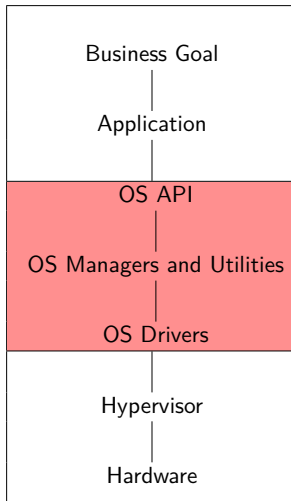 Business Goal
Application
OS API
OS Managers and Utilities
OS Drivers
Hypervisor
Hardware